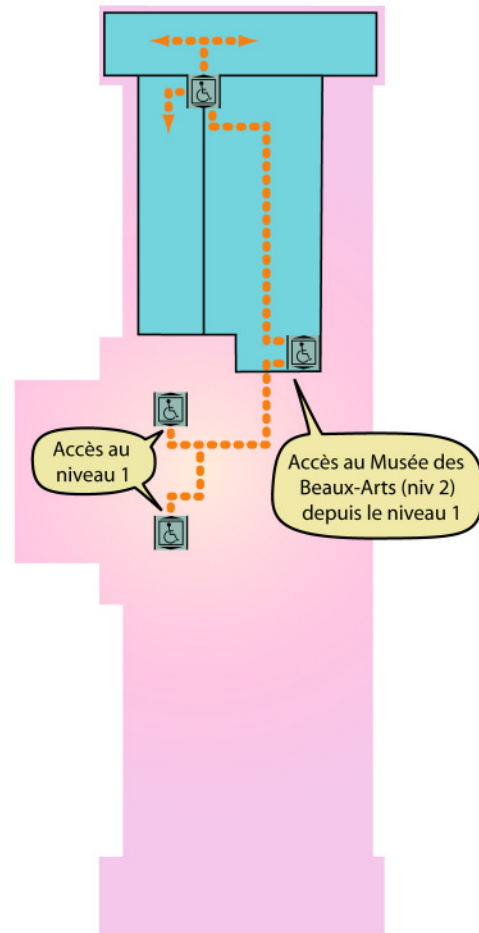 Accès au
niveau 1
Accès au Musée des
Beaux-Arts (niv 2)
depuis le niveau 1